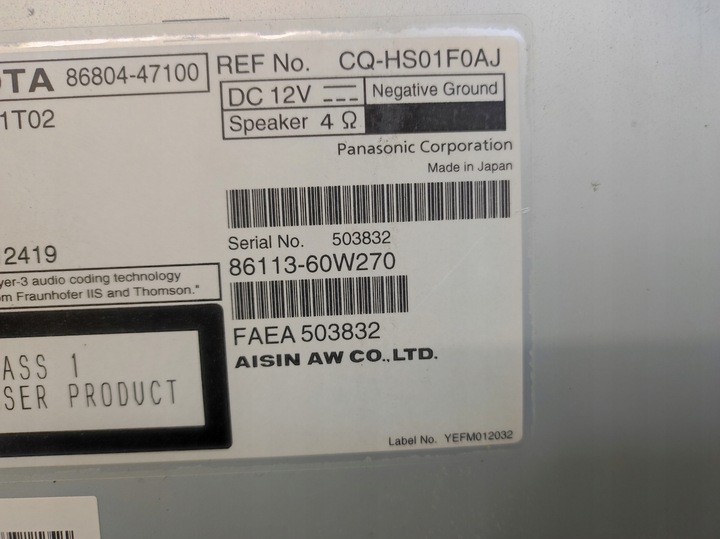 OTA 86804-47100
REF No. CQ-HS01F0AJ
DC 12V
Negative Ground
1T02
Speaker 4 Ω
Panasonic Corporation
Made in Japan
2419
Serial No. 503832
86113-60W270
yer-3 audio coding technology
om Fraunhofer IIS and Thomson."
FAEA 503832
AISIN AW CO.,LTD.
ASS 1
SER PRODUCT
Label No. YEFM012032